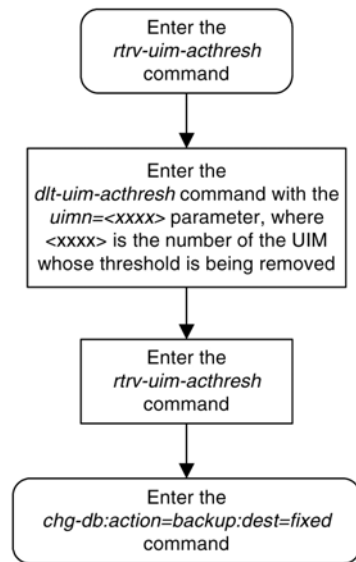 Enter the
rtrv-uim-acthresh
command
Enter the
dlt-uim-acthresh command with the
uimn=<xxxx> parameter, where
<xxxx> is the number of the UIM
whose threshold is being removed
Enter the
rtrv-uim-acthresh
command
Enter the
chg-db:action=backup:dest=fixed
command